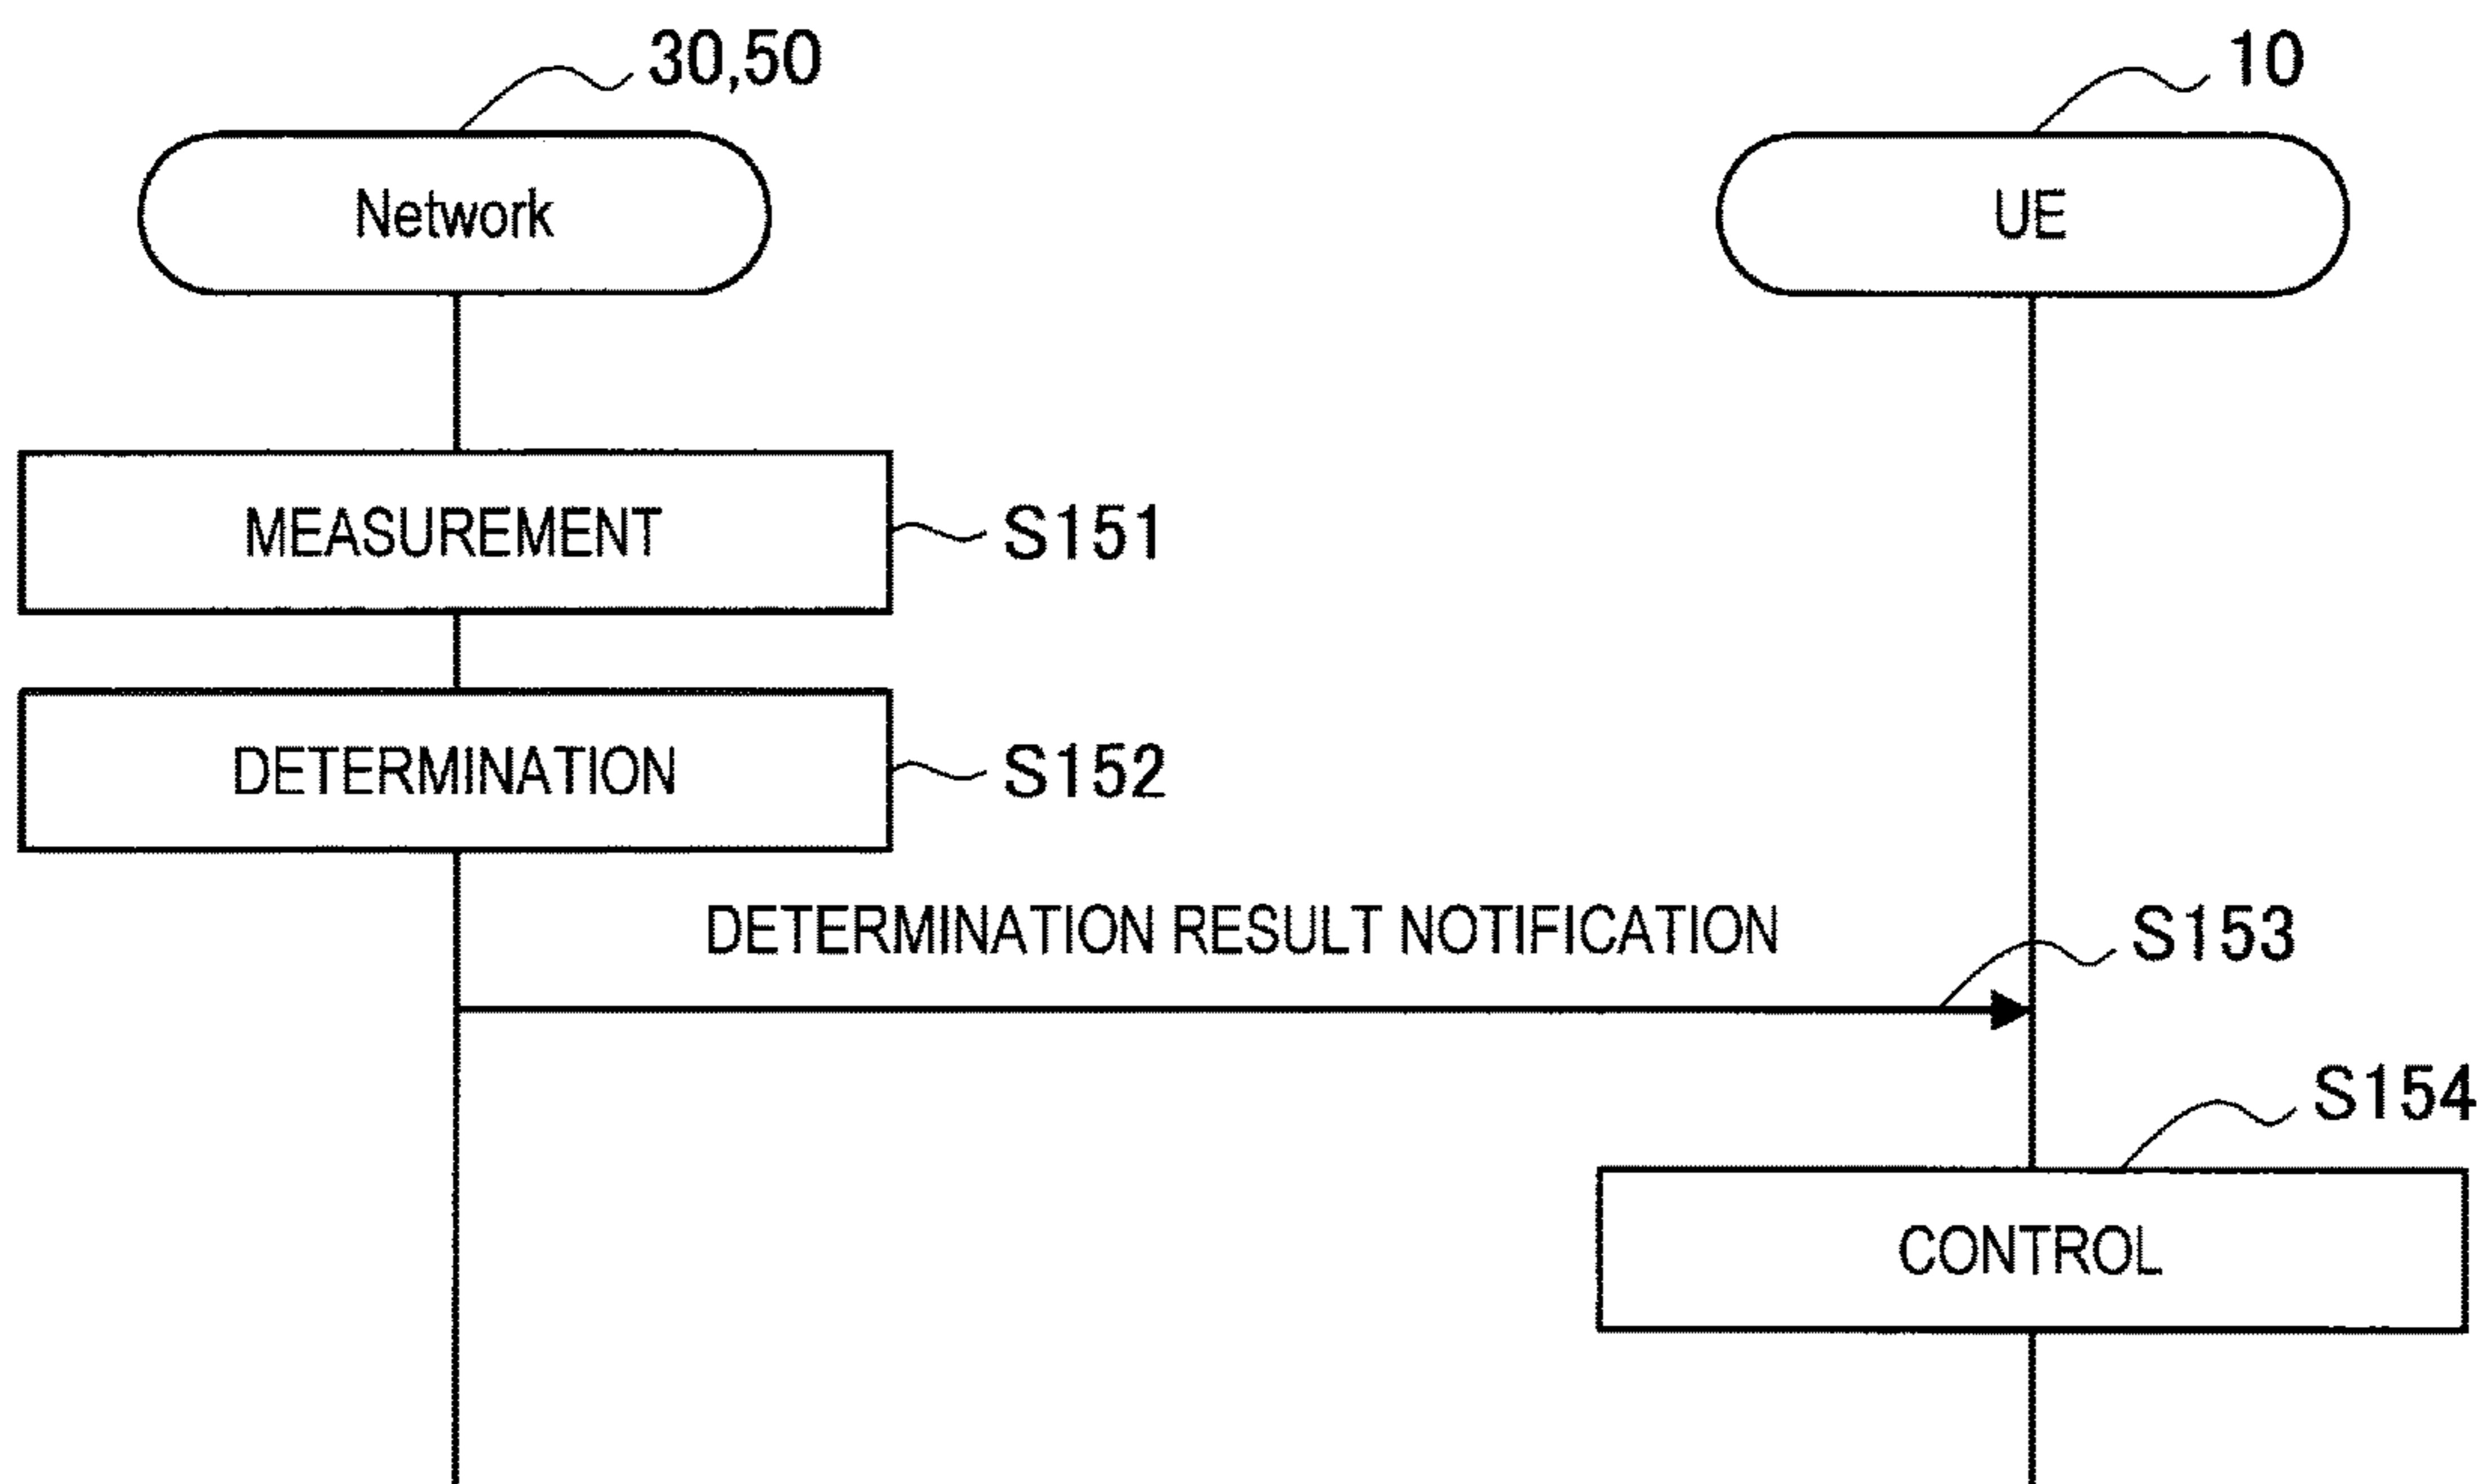 30,50
10
Network
UE
MEASUREMENT
S151
DETERMINATION
S152
DETERMINATION RESULT NOTIFICATION
S153
S154
CONTROL